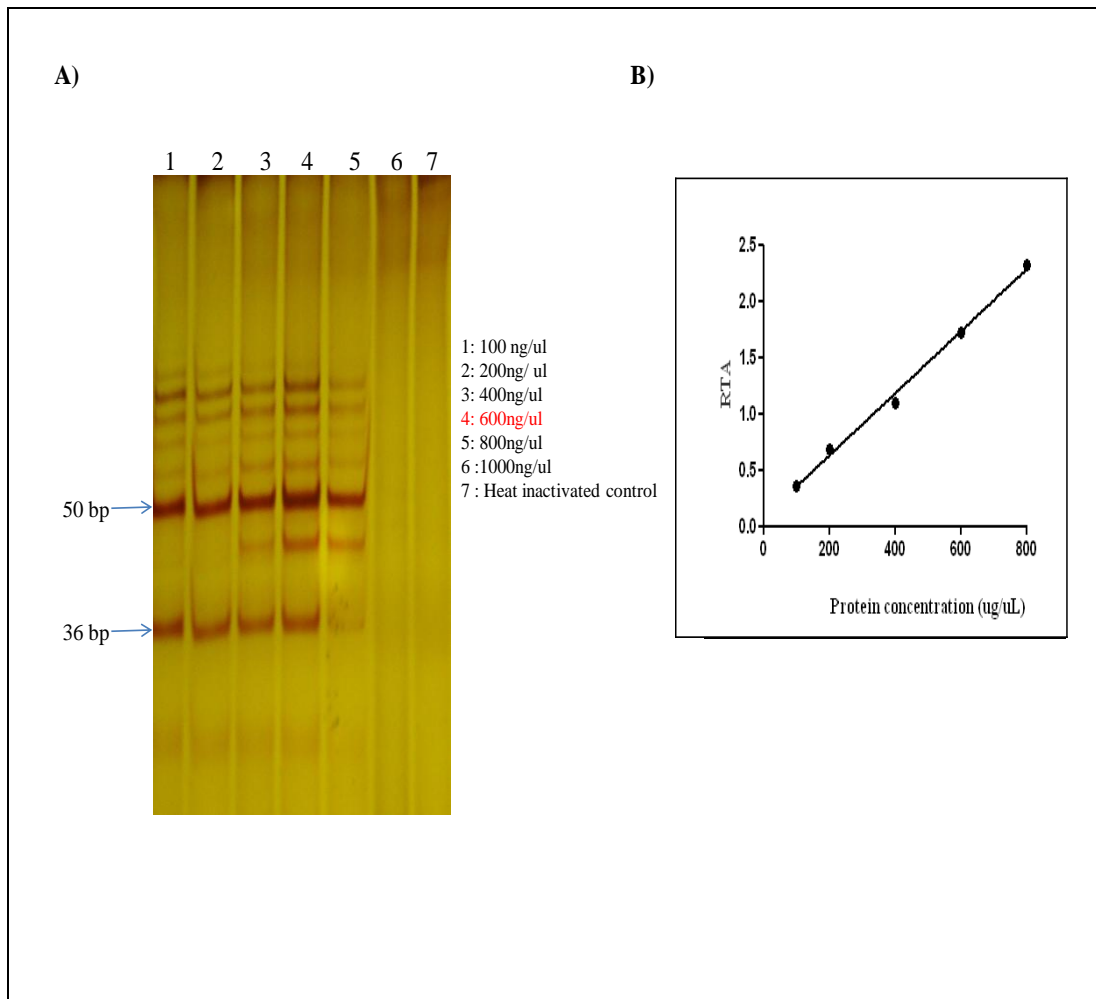 A)
B)
1 2 3 4 5 6 7
1: 100 ng/ul
2: 200ng/ ul
3: 400ng/ul
4: 600ng/ul
5: 800ng/ul
6 :1000ng/ul
7 : Heat inactivated control
50 bp
36 bp
2.5
2.0
1.5
1.0
0.5
0.0
RTA
0 200 400 600 800
Protein concentration (ug/uL)